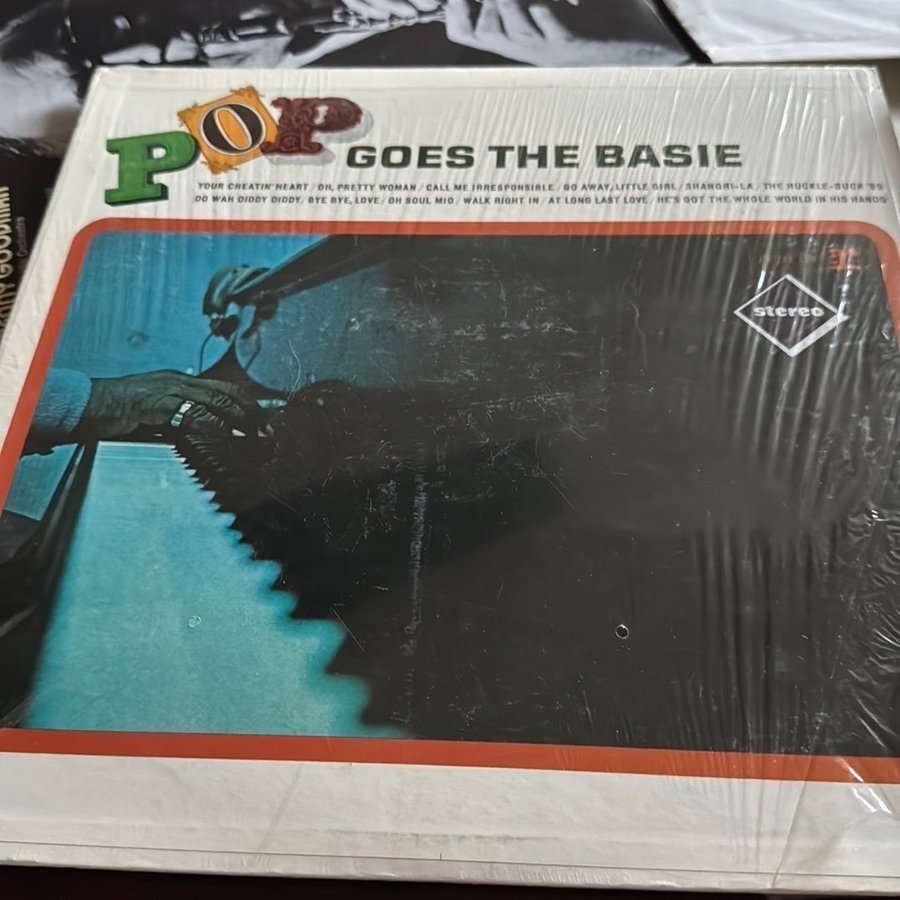 POP GOES THE BASIE
YOUR CHEATIN' HEART / OH, PRETTY WOMAN / CALL ME IRRESPONSIBLE / GO AWAY, LITTLE GIRL / SHANGRI-LA / THE HUCKLE-BUCK '65
DO WAH DIDDY DIDDY / BYE BYE, LOVE / OH SOUL MIO / WALK RIGHT IN / AT LONG LAST LOVE / HE'S GOT THE WHOLE WORLD IN HIS HANDS
stereo